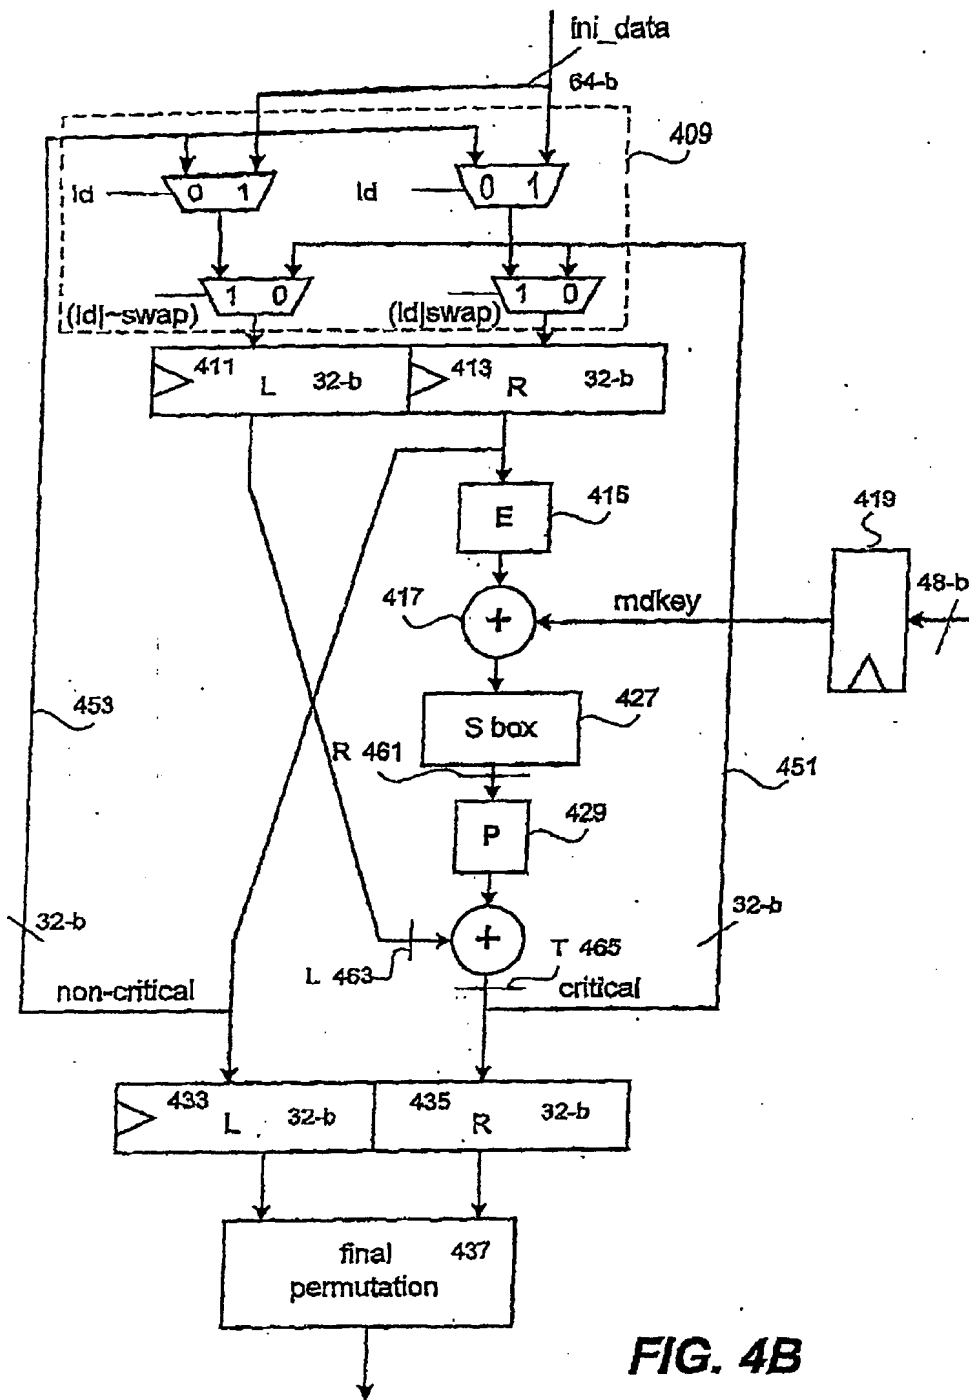 ini_data
64-b
409
ld 0 1
ld 0 1
(ld|~swap) 1 0
(ld|swap) 1 0
411 L 32-b
413 R 32-b
E
415
419
417
+
mdkey
48-b
453
S box
427
R 461
451
P
429
32-b
+
32-b
L 463
T 465
non-critical
critical
433 L 32-b
435 R 32-b
final
permutation
437
FIG. 4B